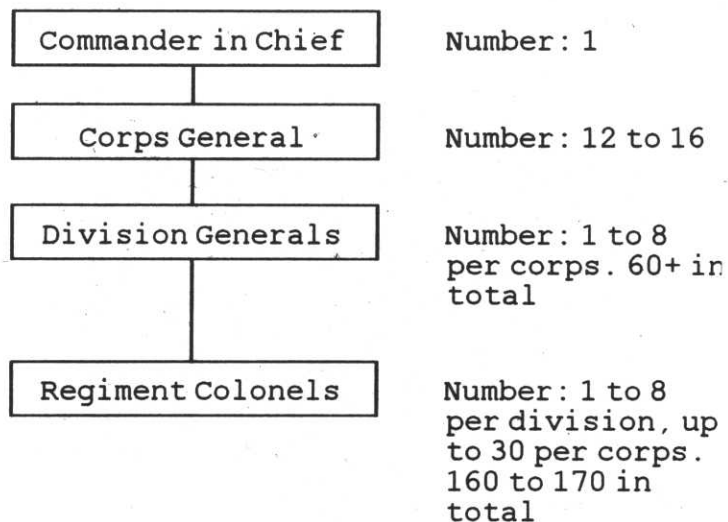 Commander in Chief Number: 1
Corps General Number: 12 to 16
Division Generals Number: 1 to 8
per corps. 60+ in
total
Regiment Colonels Number: 1 to 8
per division, up
to 30 per corps.
160 to 170 in
total